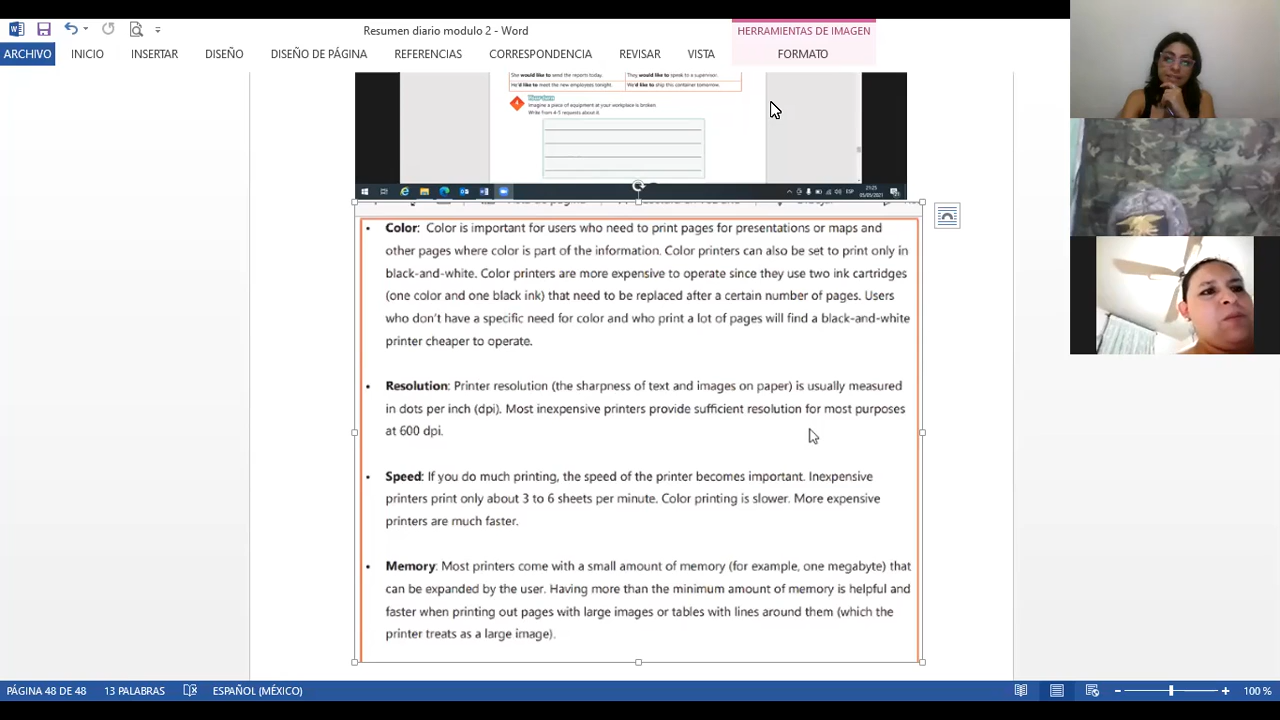 Resumen diario modulo 2 - Word
HERRAMIENTAS DE IMAGEN
ARCHIVO INICIO INSERTAR DISEÑO DISEÑO DE PÁGINA REFERENCIAS CORRESPONDENCIA REVISAR VISTA FORMATO
She would like to send the reports today. They would like to speak to a supervisor.
He'd like to meet the new employees tonight. We'd like to ship this container tomorrow.
4
Imagine a piece of equipment at your workplace is broken.
Write from 4-5 requests about it.
ESP
21:25
05/05/2021
• Color: Color is important for users who need to print pages for presentations or maps and
other pages where color is part of the information. Color printers can also be set to print only in
black-and-white. Color printers are more expensive to operate since they use two ink cartridges
(one color and one black ink) that need to be replaced after a certain number of pages. Users
who don't have a specific need for color and who print a lot of pages will find a black-and-white
printer cheaper to operate.
• Resolution: Printer resolution (the sharpness of text and images on paper) is usually measured
in dots per inch (dpi). Most inexpensive printers provide sufficient resolution for most purposes
at 600 dpi.
• Speed: If you do much printing, the speed of the printer becomes important. Inexpensive
printers print only about 3 to 6 sheets per minute. Color printing is slower. More expensive
printers are much faster.
• Memory: Most printers come with a small amount of memory (for example, one megabyte) that
can be expanded by the user. Having more than the minimum amount of memory is helpful and
faster when printing out pages with large images or tables with lines around them (which the
printer treats as a large image).
PÁGINA 48 DE 48 13 PALABRAS ESPAÑOL (MÉXICO) 100 %